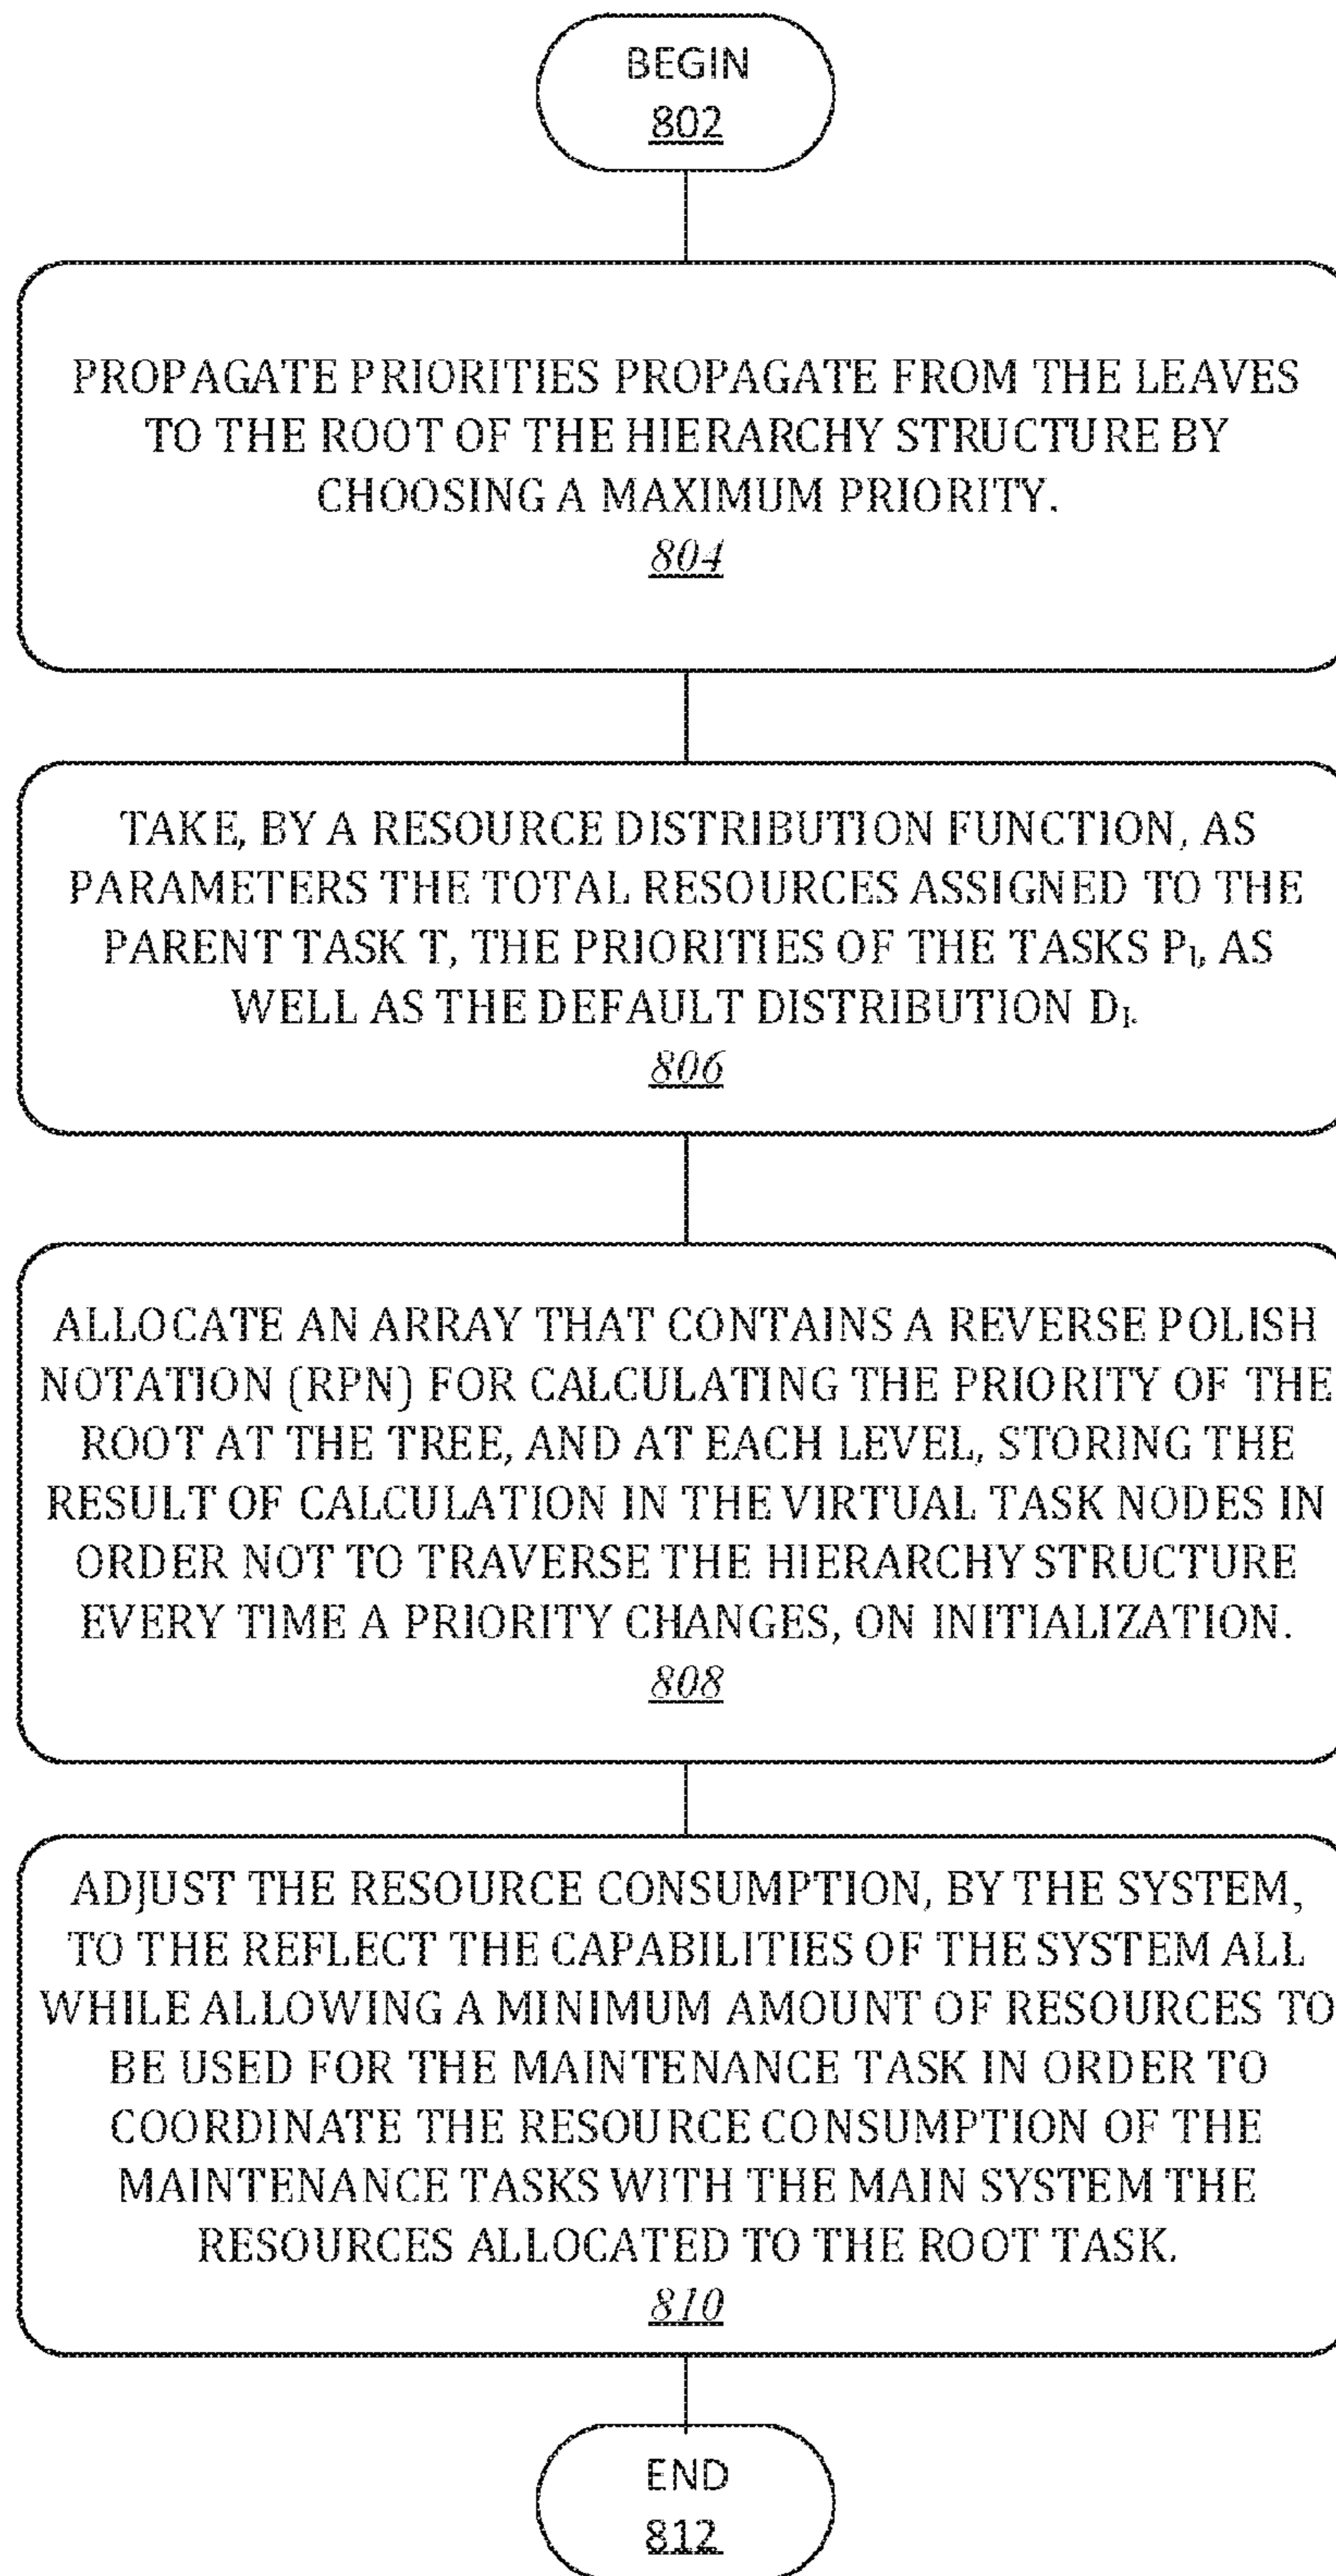 BEGIN
802
PROPAGATE PRIORITIES PROPAGATE FROM THE LEAVES
TO THE ROOT OF THE HIERARCHY STRUCTURE BY
CHOOSING A MAXIMUM PRIORITY.
804
TAKE, BY A RESOURCE DISTRIBUTION FUNCTION, AS
PARAMETERS THE TOTAL RESOURCES ASSIGNED TO THE
PARENT TASK T, THE PRIORITIES OF THE TASKS Pᵢ, AS
WELL AS THE DEFAULT DISTRIBUTION Dᵢ.
806
ALLOCATE AN ARRAY THAT CONTAINS A REVERSE POLISH
NOTATION (RPN) FOR CALCULATING THE PRIORITY OF THE
ROOT AT THE TREE, AND AT EACH LEVEL, STORING THE
RESULT OF CALCULATION IN THE VIRTUAL TASK NODES IN
ORDER NOT TO TRAVERSE THE HIERARCHY STRUCTURE
EVERY TIME A PRIORITY CHANGES, ON INITIALIZATION.
808
ADJUST THE RESOURCE CONSUMPTION, BY THE SYSTEM,
TO THE REFLECT THE CAPABILITIES OF THE SYSTEM ALL
WHILE ALLOWING A MINIMUM AMOUNT OF RESOURCES TO
BE USED FOR THE MAINTENANCE TASK IN ORDER TO
COORDINATE THE RESOURCE CONSUMPTION OF THE
MAINTENANCE TASKS WITH THE MAIN SYSTEM THE
RESOURCES ALLOCATED TO THE ROOT TASK.
810
END
812